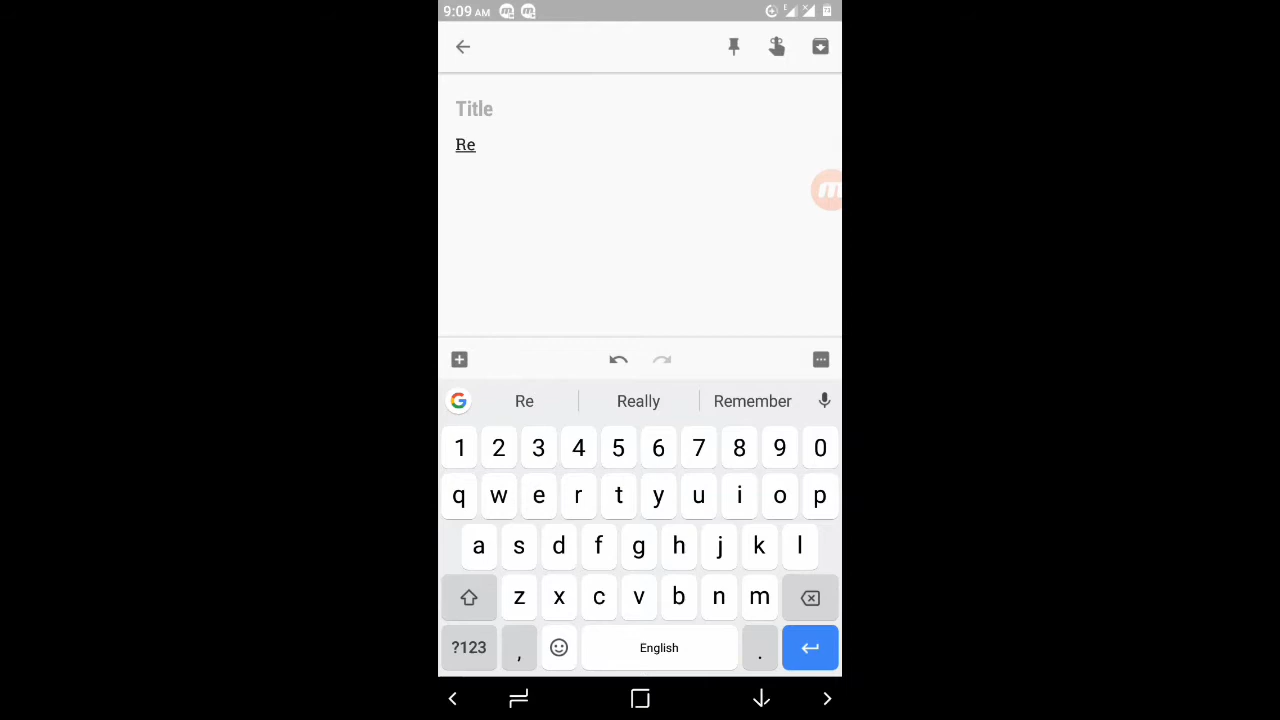 9:09 AM
Title
Re
Re Really Remember
1 2 3 4 5 6 7 8 9 0
q w e r t y u i o p
a s d f g h j k l
z x c v b n m
?123 , English .